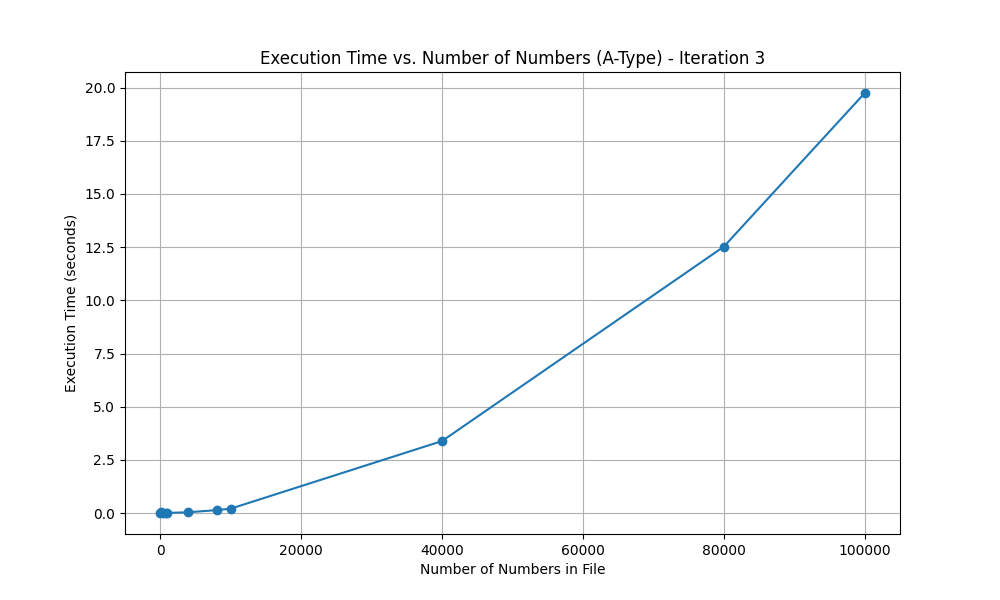 Execution Time vs. Number of Numbers (A-Type) - Iteration 3
20.0
17.5
15.0
12.5
10.0
7.5
5.0
2.5
0.0
Execution Time (seconds)
0 20000 40000 60000 80000 100000
Number of Numbers in File